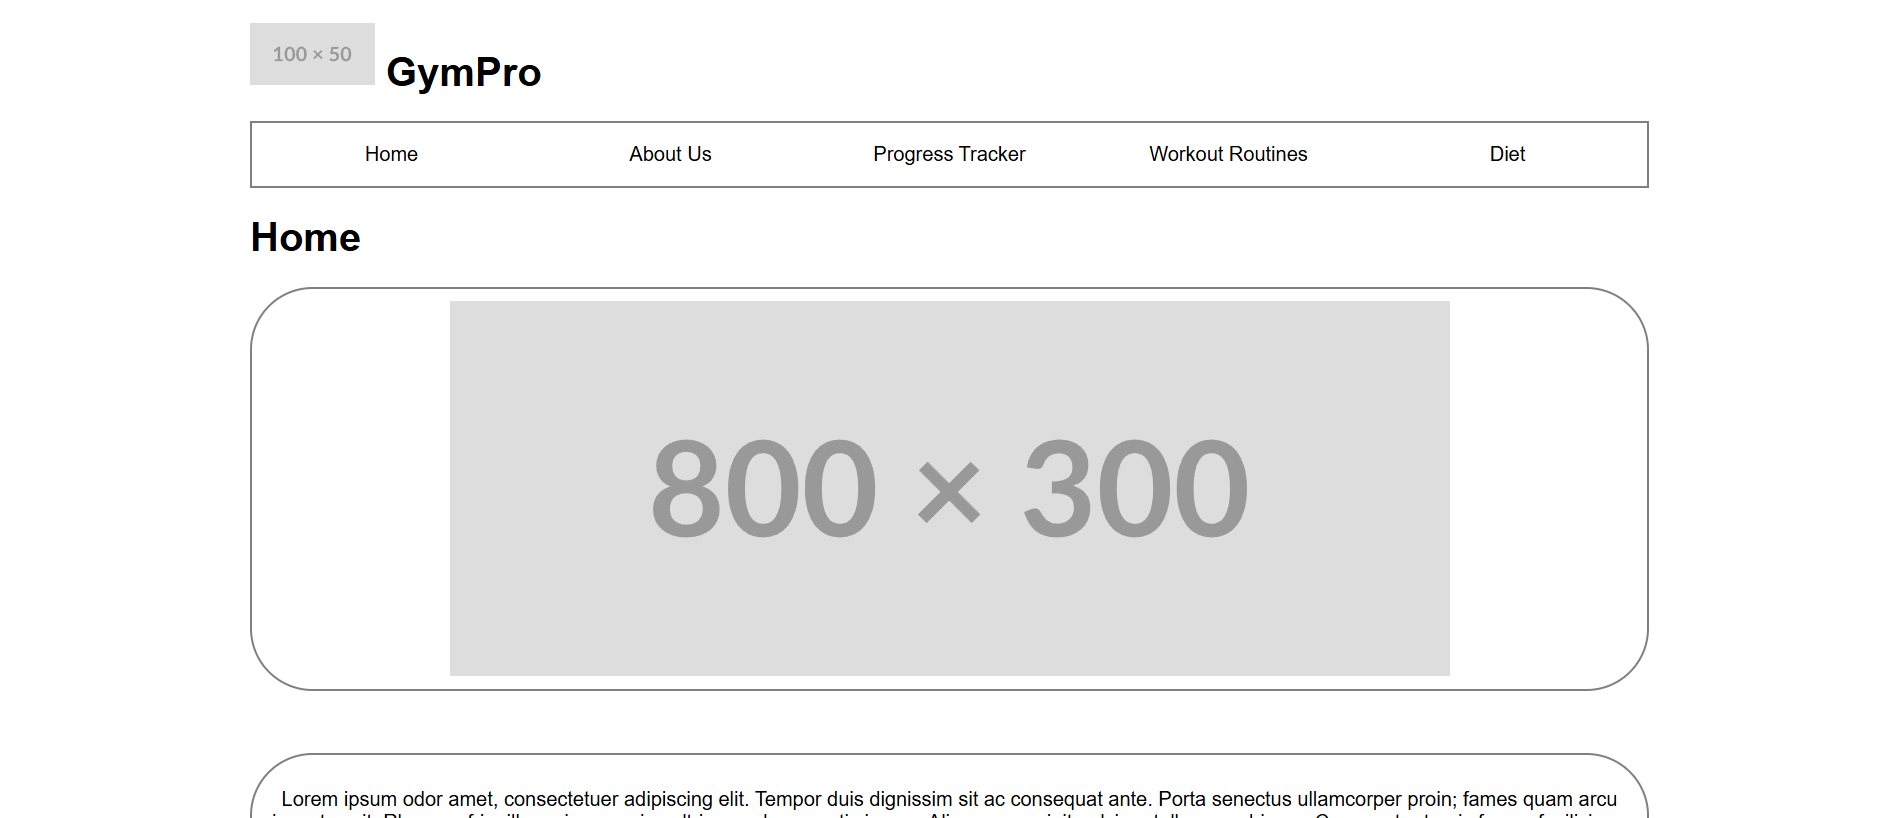 100 × 50
GymPro
Home
About Us
Progress Tracker
Workout Routines
Diet
Home
800 × 300
Lorem ipsum odor amet, consectetuer adipiscing elit. Tempor duis dignissim sit ac consequat ante. Porta senectus ullamcorper proin; fames quam arcu